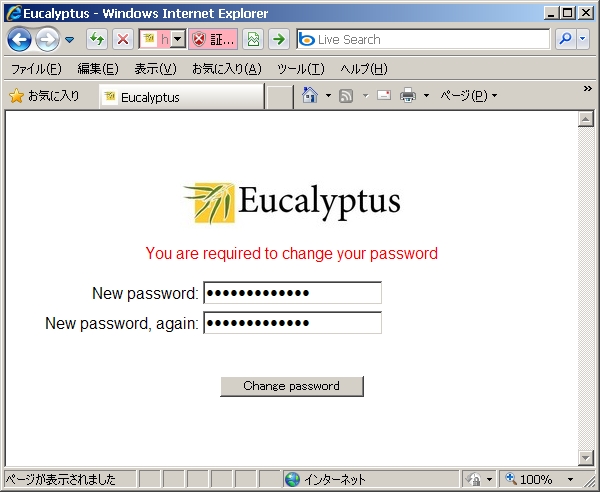 Eucalyptus - Windows Internet Explorer
h 証... Live Search
ファイル(F) 編集(E) 表示(V) お気に入り(A) ツール(T) ヘルプ(H)
お気に入り Eucalyptus ページ(P) »
Eucalyptus
You are required to change your password
New password: •••••••••••••
New password, again: •••••••••••••
Change password
ページが表示されました インターネット 100%